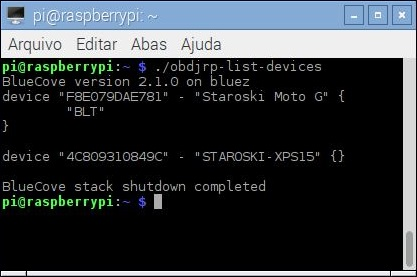 pi@raspberrypi: ~
Arquivo Editar Abas Ajuda
pi@raspberrypi:~ $ ./obdjrp-list-devices
BlueCove version 2.1.0 on bluez
device "F8E079DAE781" - "Staroski Moto G" {
        "BLT"
}

device "4C809310849C" - "STAROSKI-XPS15" {}

BlueCove stack shutdown completed
pi@raspberrypi:~ $